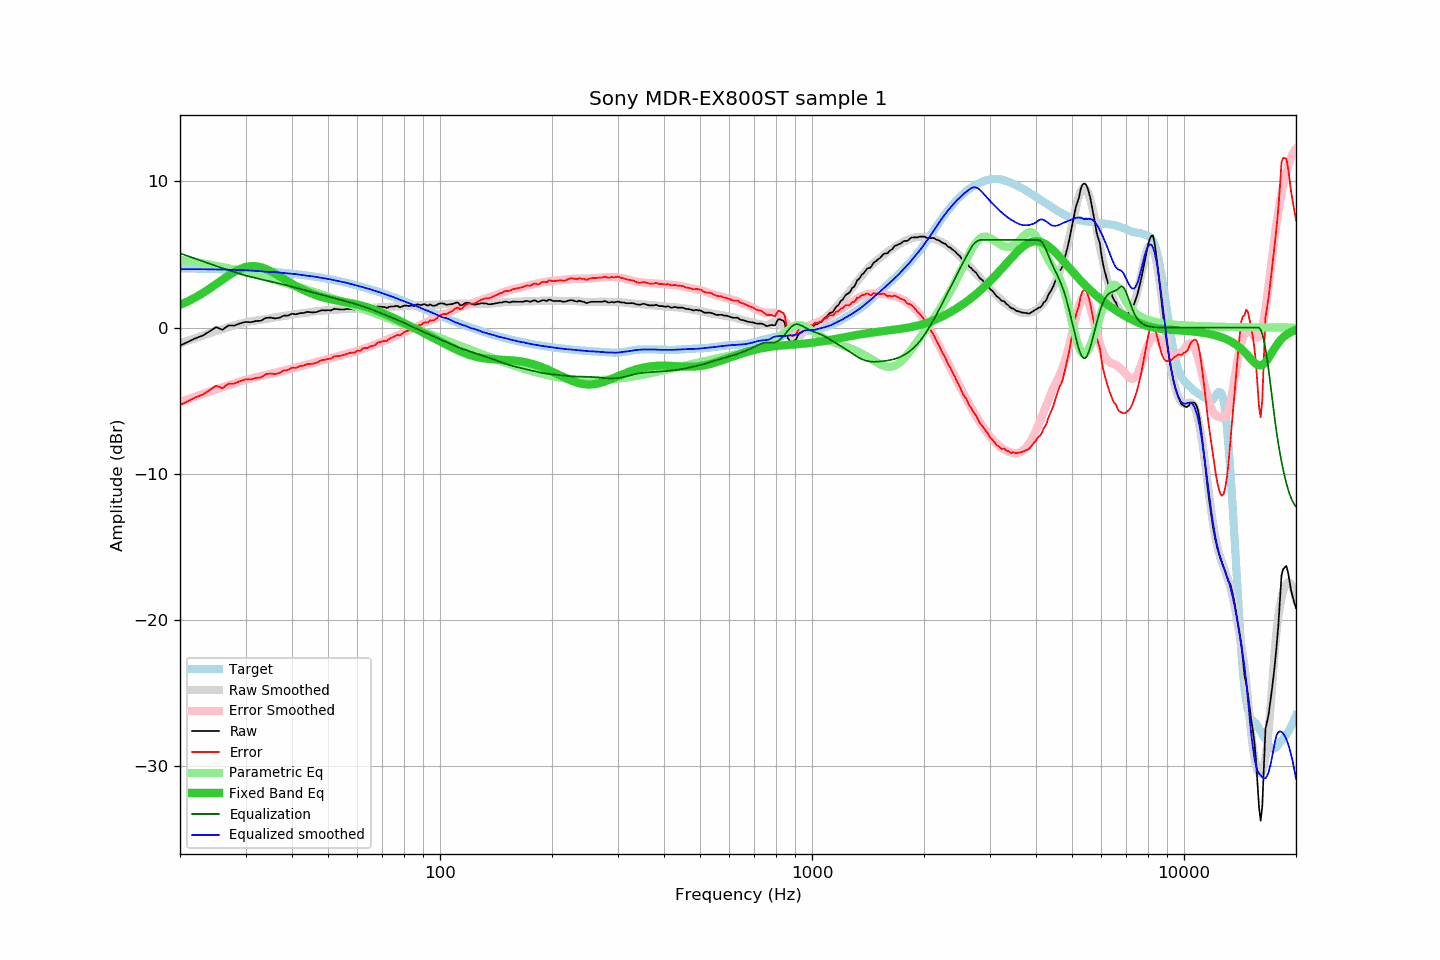 Sony MDR-EX800ST sample 1
Amplitude (dBr)
10
0
−10
−20
−30
Target
Raw Smoothed
Error Smoothed
Raw
Error
Parametric Eq
Fixed Band Eq
Equalization
Equalized smoothed
100
1000
10000
Frequency (Hz)